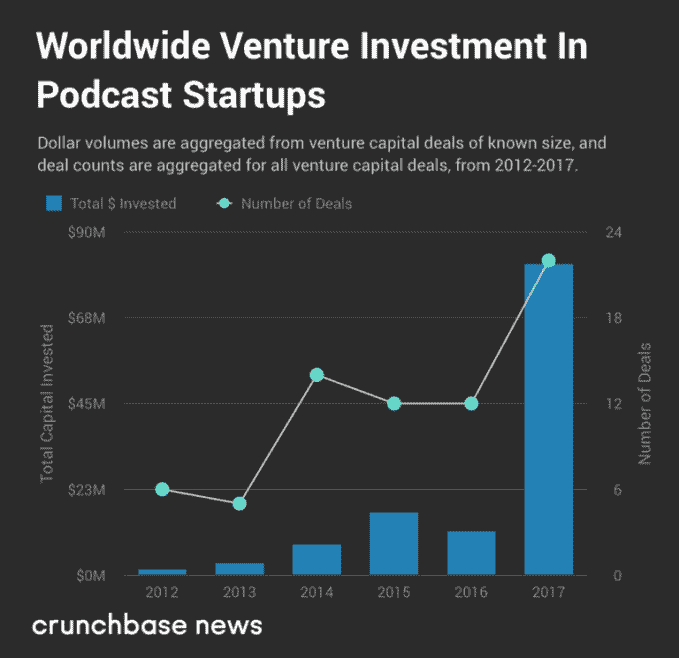 Worldwide Venture Investment In
Podcast Startups
Dollar volumes are aggregated from venture capital deals of known size, and
deal counts are aggregated for all venture capital deals, from 2012-2017.
Total $ Invested
Number of Deals
$90M
24
$68M
18
Total Capital Invested
$45M
12
Number of Deals
$23M
6
$0M
0
2012 2013 2014 2015 2016 2017
crunchbase news